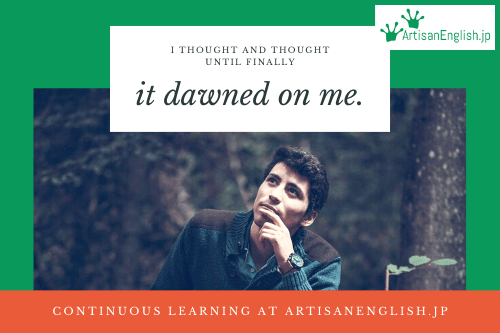 ArtisanEnglish.jp
I THOUGHT AND THOUGHT
UNTIL FINALLY
it dawned on me.
CONTINUOUS LEARNING AT ARTISANENGLISH.JP